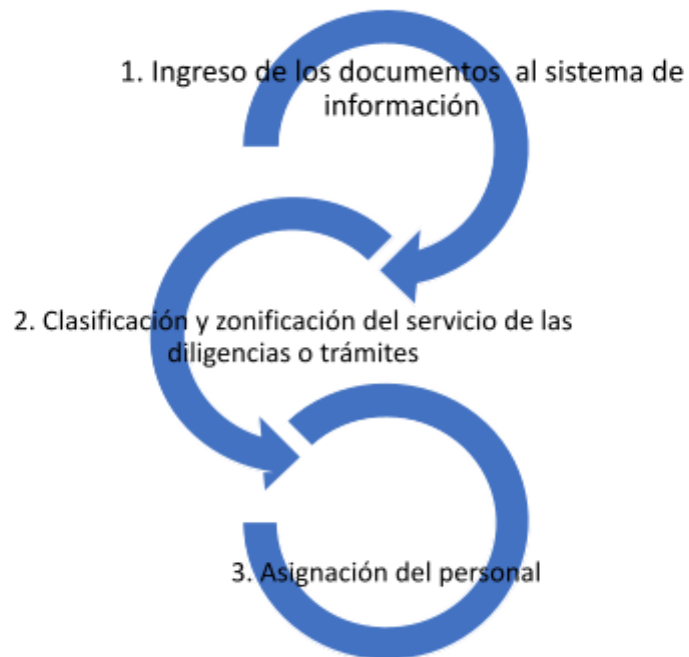 1. Ingreso de los documentos al sistema de
información
2. Clasificación y zonificación del servicio de las
diligencias o trámites
3. Asignación del personal